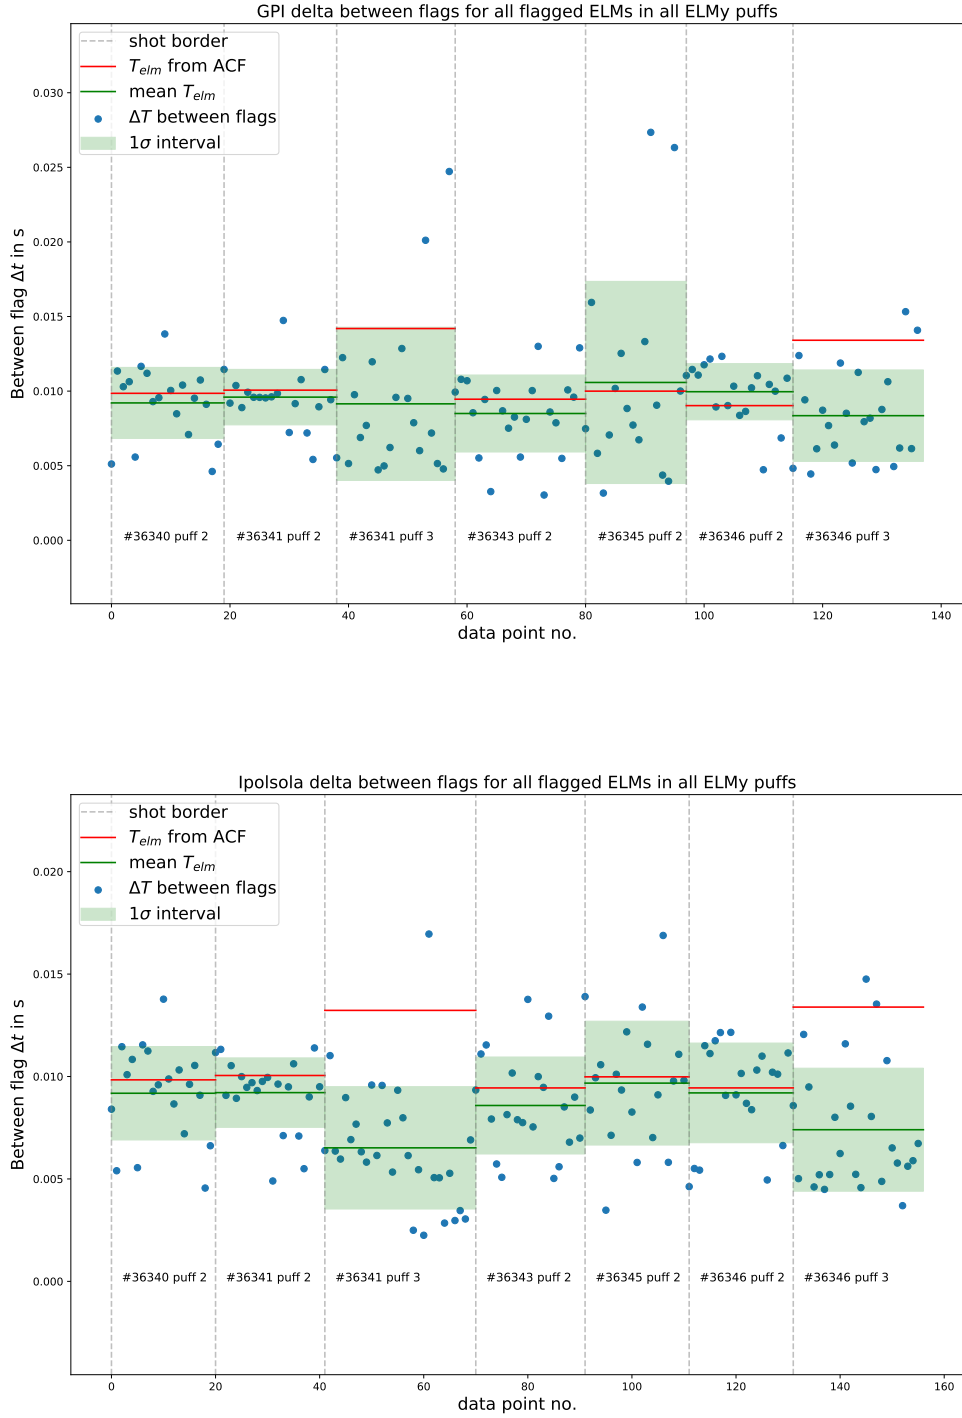 GPI delta between flags for all flagged ELMs in all ELMy puffs
shot border
T_elm from ACF
mean T_elm
ΔT between flags
1σ interval
0.030
0.025
0.020
0.015
0.010
0.005
0.000
Between flag Δt in s
#36340 puff 2 #36341 puff 2 #36341 puff 3 #36343 puff 2 #36345 puff 2 #36346 puff 2 #36346 puff 3
0 20 40 60 80 100 120 140
data point no.
Ipolsola delta between flags for all flagged ELMs in all ELMy puffs
shot border
T_elm from ACF
mean T_elm
ΔT between flags
1σ interval
0.020
0.015
0.010
0.005
0.000
Between flag Δt in s
#36340 puff 2 #36341 puff 2 #36341 puff 3 #36343 puff 2 #36345 puff 2 #36346 puff 2 #36346 puff 3
0 20 40 60 80 100 120 140 160
data point no.